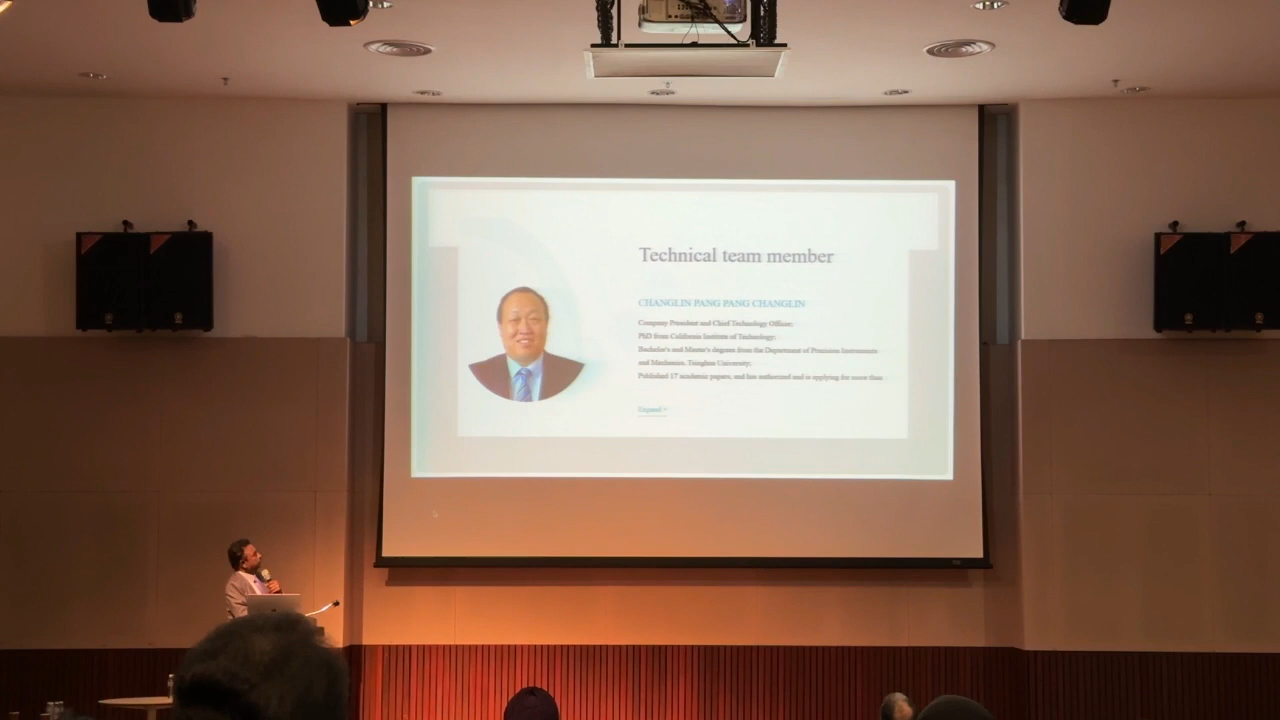 Technical team member
CHANGLIN PANG PANG CHANGLIN
Company President and Chief Technology Officer;
PhD from California Institute of Technology;
Bachelor's and Master's degrees from the Department of Precision Instruments
and Mechanics, Tsinghua University;
Published 17 academic papers, and has authorized and is applying for more than
Expand +